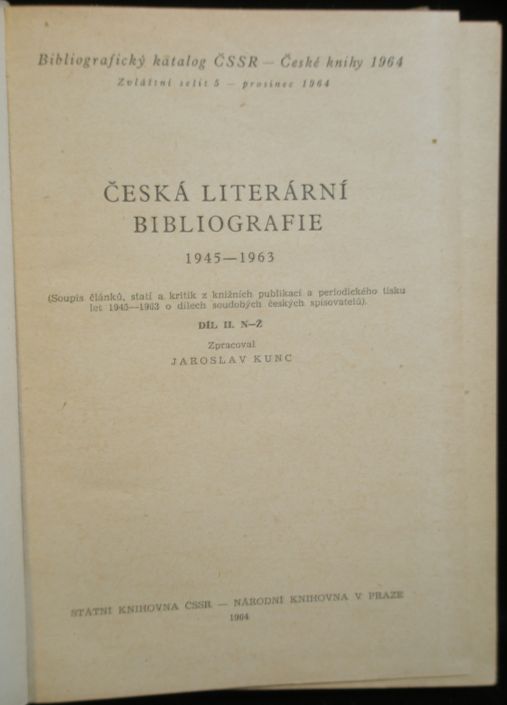 Bibliografický katalog ČSSR — České knihy 1964
Zvláštní sešit 5 — prosinec 1964
ČESKÁ LITERÁRNÍ
BIBLIOGRAFIE
1945—1963
(Soupis článků, statí a kritik z knižních publikací a periodického tisku
let 1945—1963 o dílech soudobých českých spisovatelů).
DÍL II. N—Ž
Zpracoval
JAROSLAV KUNC
STÁTNÍ KNIHOVNA ČSSR — NÁRODNÍ KNIHOVNA V PRAZE
1964